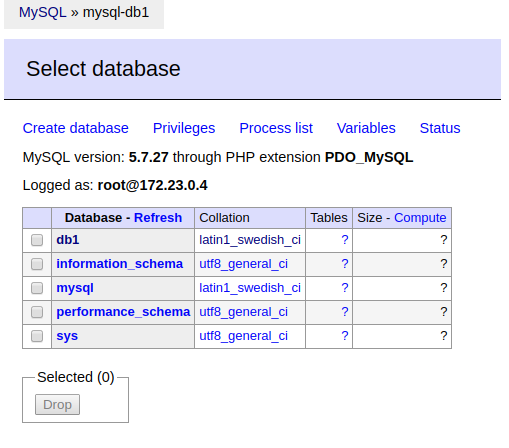 MySQL » mysql-db1
Select database
Create database Privileges Process list Variables Status
MySQL version: 5.7.27 through PHP extension PDO_MySQL
Logged as: root@172.23.0.4
Database - Refresh Collation Tables Size - Compute
db1 latin1_swedish_ci ? ?
information_schema utf8_general_ci ? ?
mysql latin1_swedish_ci ? ?
performance_schema utf8_general_ci ? ?
sys utf8_general_ci ? ?
Selected (0)
Drop